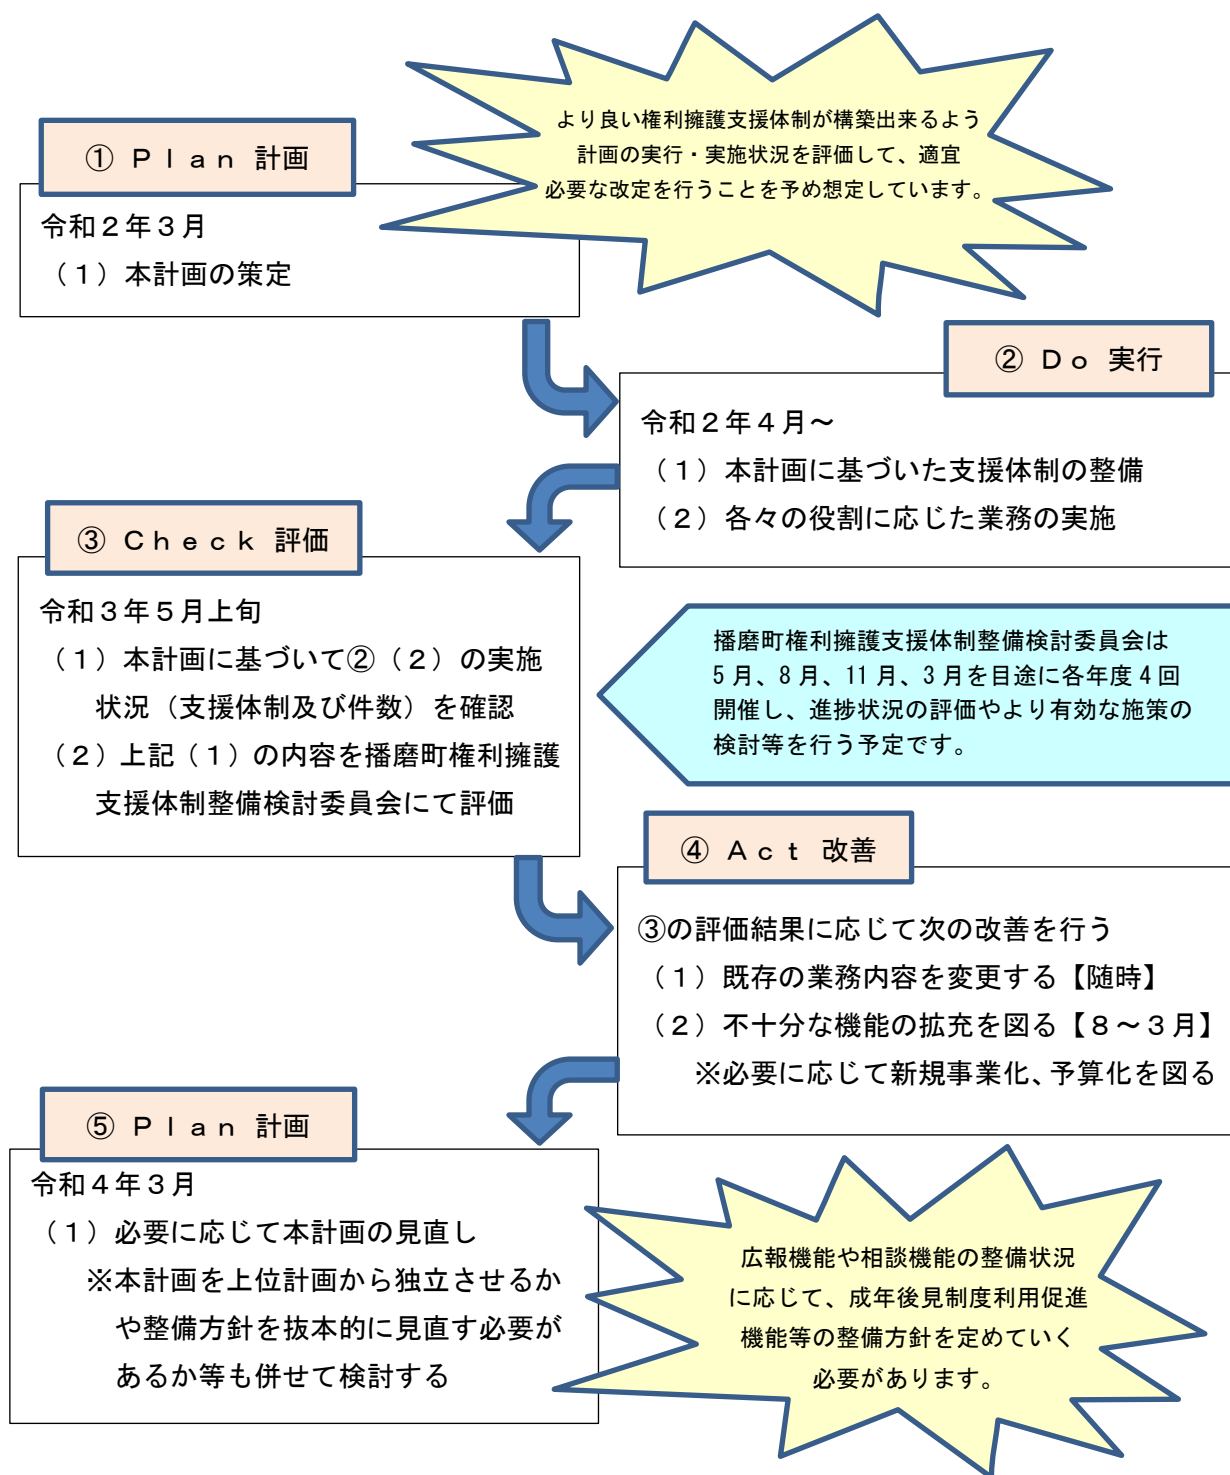 より良い権利擁護支援体制が構築出来るよう
計画の実行・実施状況を評価して、適宜
必要な改定を行うことを予め想定しています。
① Ｐｌａｎ 計画
令和２年３月
（１）本計画の策定
② Ｄｏ 実行
令和２年４月～
（１）本計画に基づいた支援体制の整備
（２）各々の役割に応じた業務の実施
③ Ｃｈｅｃｋ 評価
令和３年５月上旬
（１）本計画に基づいて②（２）の実施
状況（支援体制及び件数）を確認
（２）上記（１）の内容を播磨町権利擁護
支援体制整備検討委員会にて評価
播磨町権利擁護支援体制整備検討委員会は
5 月、8 月、11 月、3 月を目途に各年度 4 回
開催し、進捗状況の評価やより有効な施策の
検討等を行う予定です。
④ Ａｃｔ 改善
③の評価結果に応じて次の改善を行う
（１）既存の業務内容を変更する【随時】
（２）不十分な機能の拡充を図る【８～３月】
※必要に応じて新規事業化、予算化を図る
⑤ Ｐｌａｎ 計画
令和４年３月
（１）必要に応じて本計画の見直し
※本計画を上位計画から独立させるか
や整備方針を抜本的に見直す必要が
あるか等も併せて検討する
広報機能や相談機能の整備状況
に応じて、成年後見制度利用促進
機能等の整備方針を定めていく
必要があります。